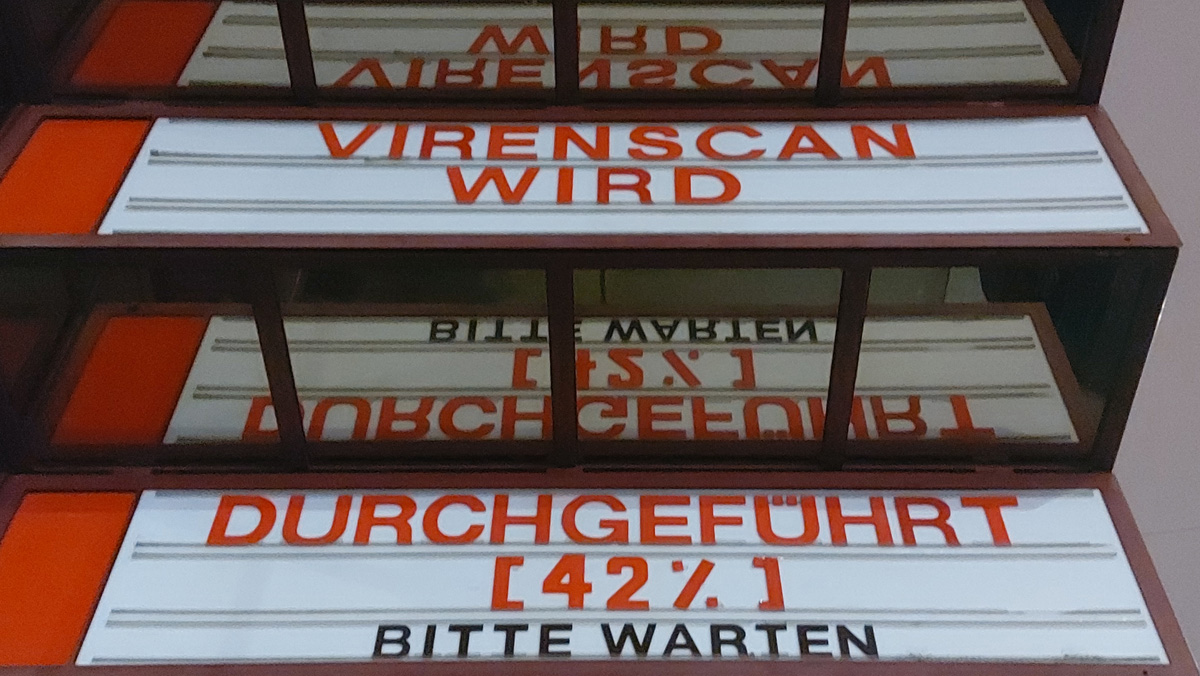 VIRENSCAN
WIRD
DURCHGEFÜHRT
[42%]
BITTE WARTEN